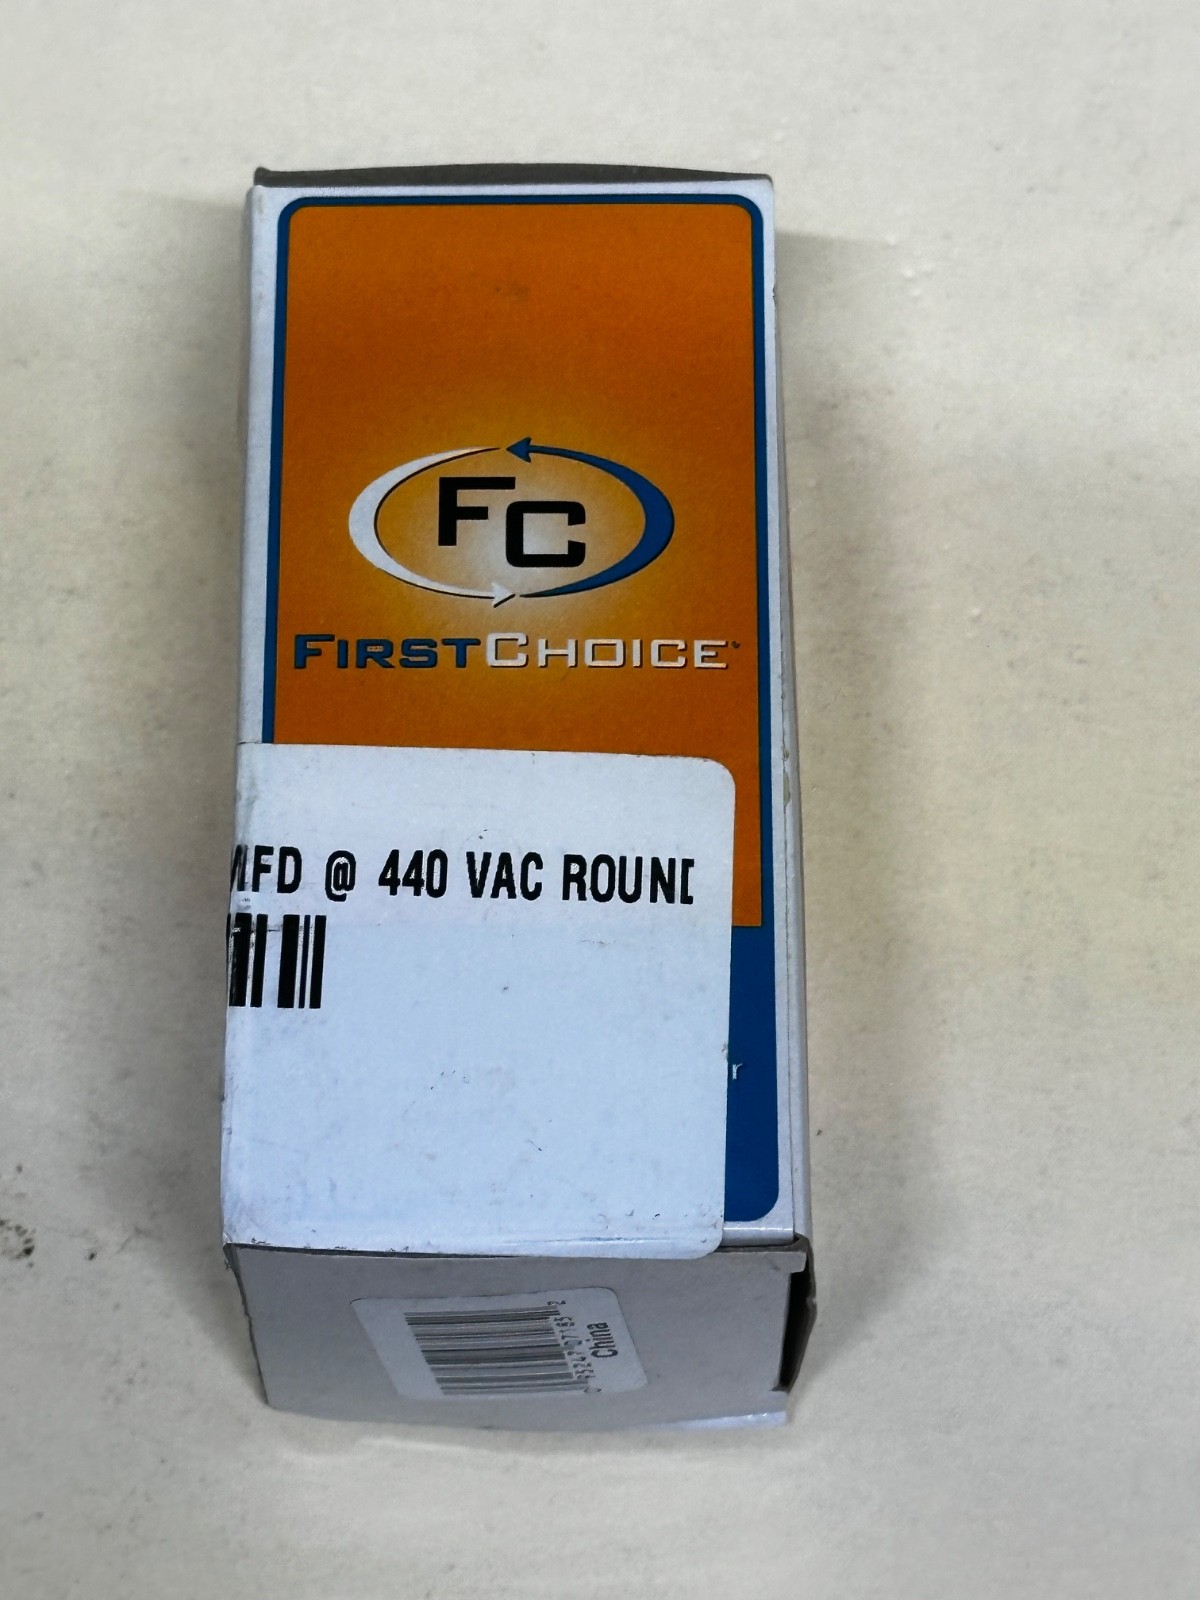 FC
FIRSTCHOICE
MFD @ 440 VAC ROUND
r
China